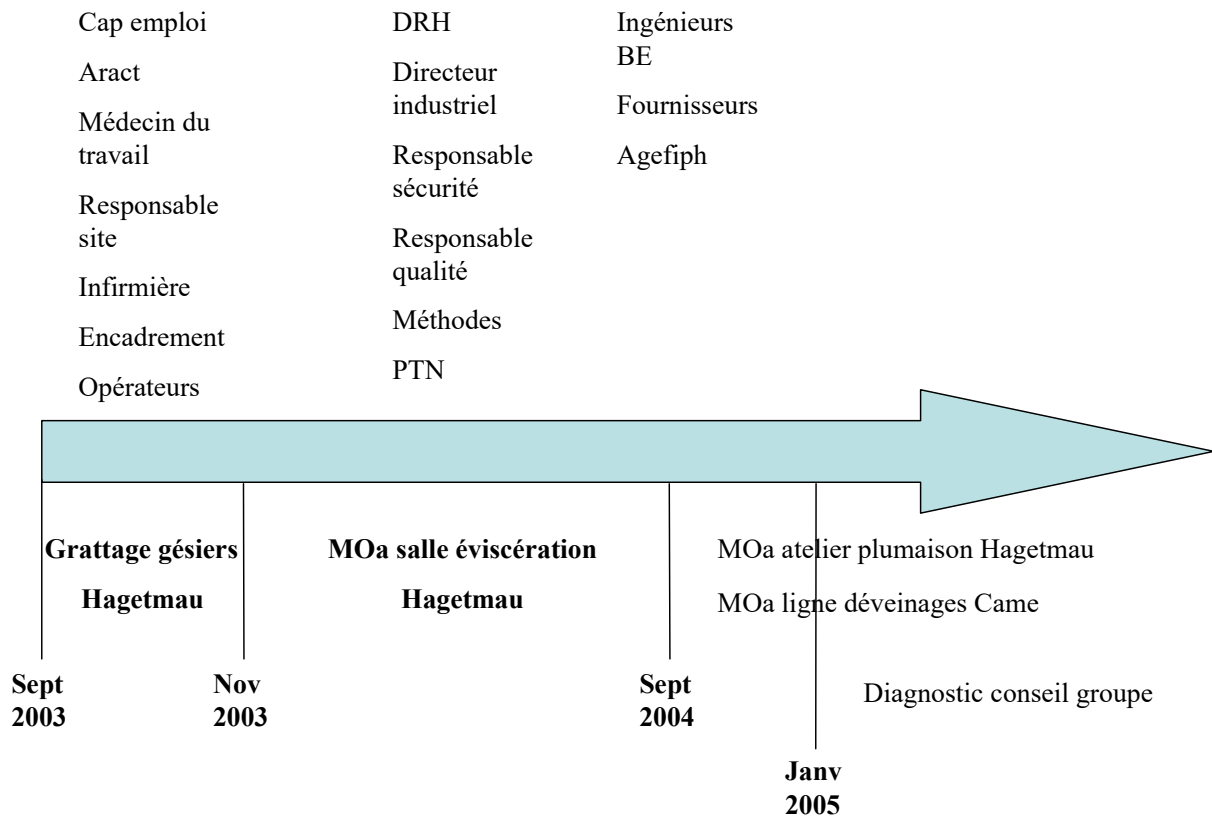 Cap emploi
Aract
Médecin du
travail
Responsable
site
Infirmière
Encadrement
Opérateurs
DRH
Directeur
industriel
Responsable
sécurité
Responsable
qualité
Méthodes
PTN
Ingénieurs
BE
Fournisseurs
Agefiph
Grattage gésiers
Hagetmau
MOa salle éviscération
Hagetmau
MOa atelier plumaison Hagetmau
MOa ligne déveinages Came
Diagnostic conseil groupe
Sept
2003
Nov
2003
Sept
2004
Janv
2005